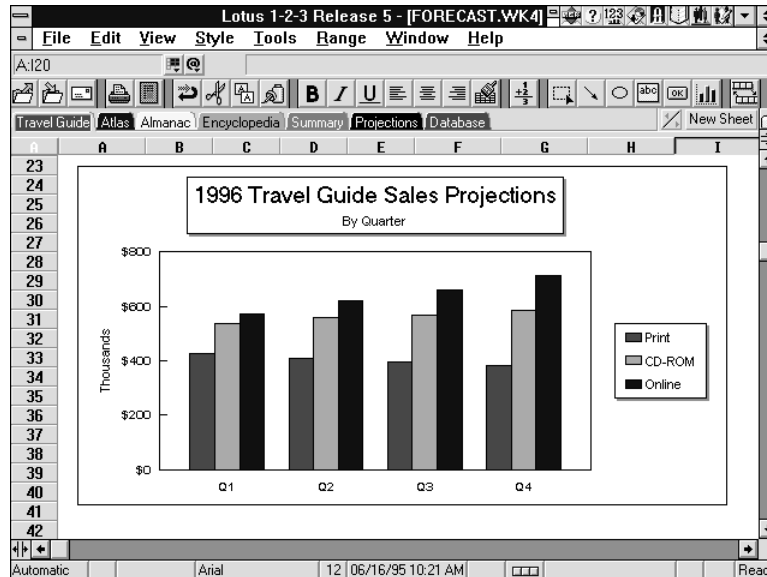 Lotus 1-2-3 Release 5 - [FORECAST.WK4]
File Edit View Style Tools Range Window Help
A:I20
Travel Guide Atlas Almanac Encyclopedia Summary Projections Database New Sheet
A A B C D E F G H I
23
24
25
26
27
28
29
30
31
32
33
34
35
36
37
38
39
40
41
42
1996 Travel Guide Sales Projections
By Quarter
$800
$600
$400
$200
$0
Thousands
Q1 Q2 Q3 Q4
Print
CD-ROM
Online
Automatic Arial 12 06/16/95 10:21 AM Read